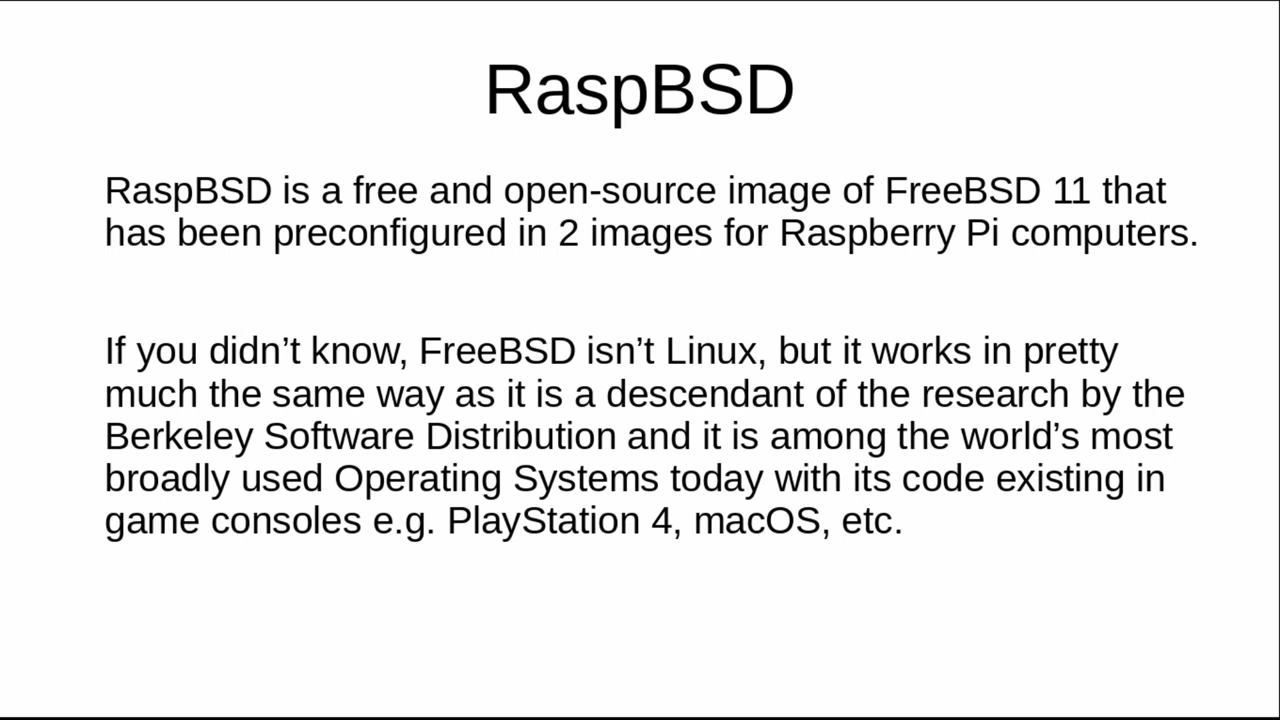 RaspBSD
RaspBSD is a free and open-source image of FreeBSD 11 that
has been preconfigured in 2 images for Raspberry Pi computers.
If you didn’t know, FreeBSD isn’t Linux, but it works in pretty
much the same way as it is a descendant of the research by the
Berkeley Software Distribution and it is among the world’s most
broadly used Operating Systems today with its code existing in
game consoles e.g. PlayStation 4, macOS, etc.